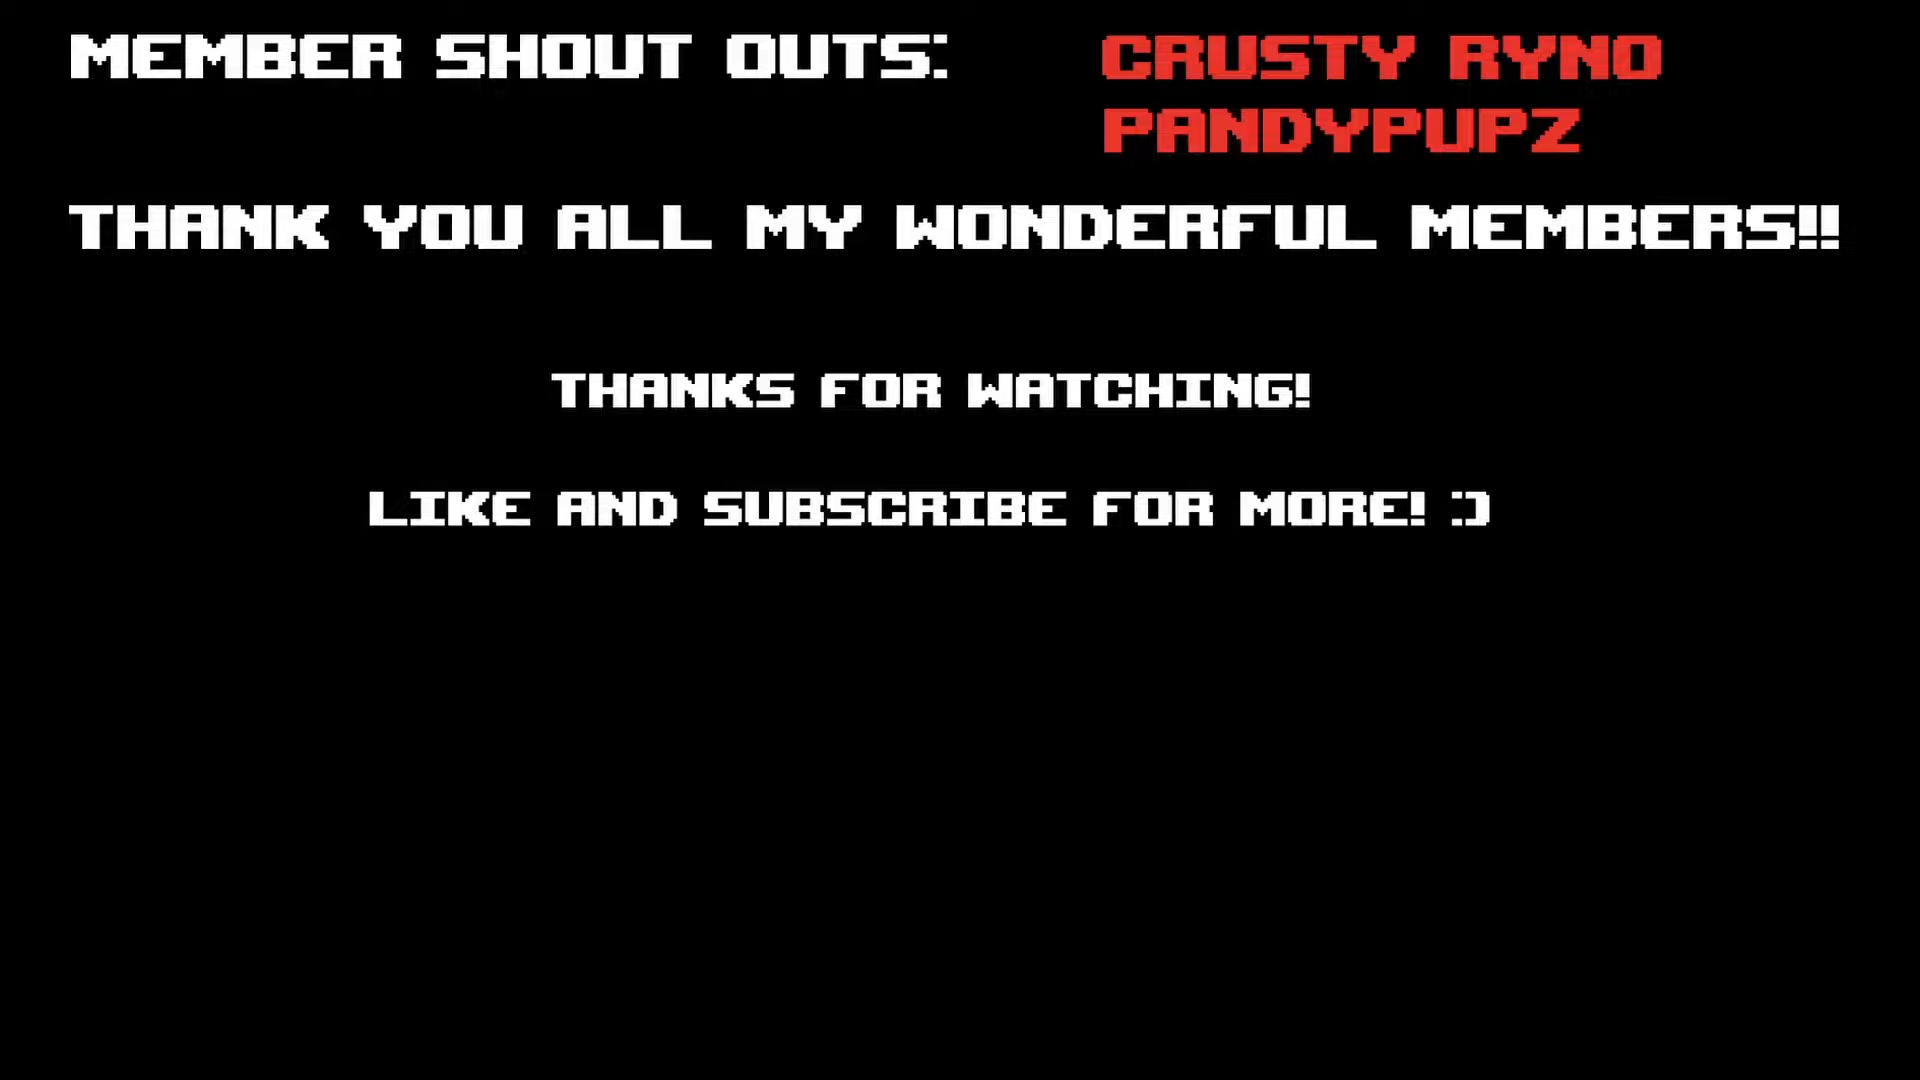 MEMBER SHOUT OUTS: CRUSTY RYNO
PANDYPUPZ
THANK YOU ALL MY WONDERFUL MEMBERS!!
THANKS FOR WATCHING!
LIKE AND SUBSCRIBE FOR MORE! :)